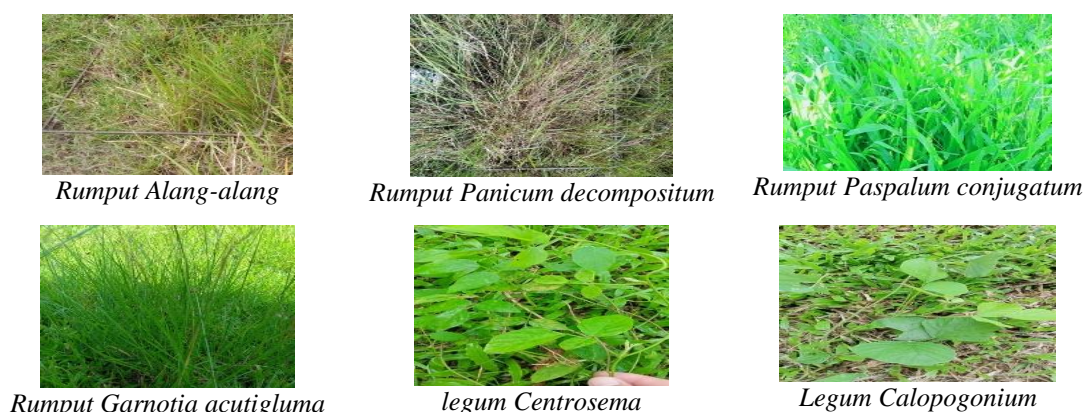 Rumput Alang-alang
Rumput Panicum decompositum
Rumput Paspalum conjugatum
Rumput Garnotia acutigluma
legum Centrosema
Legum Calopogonium